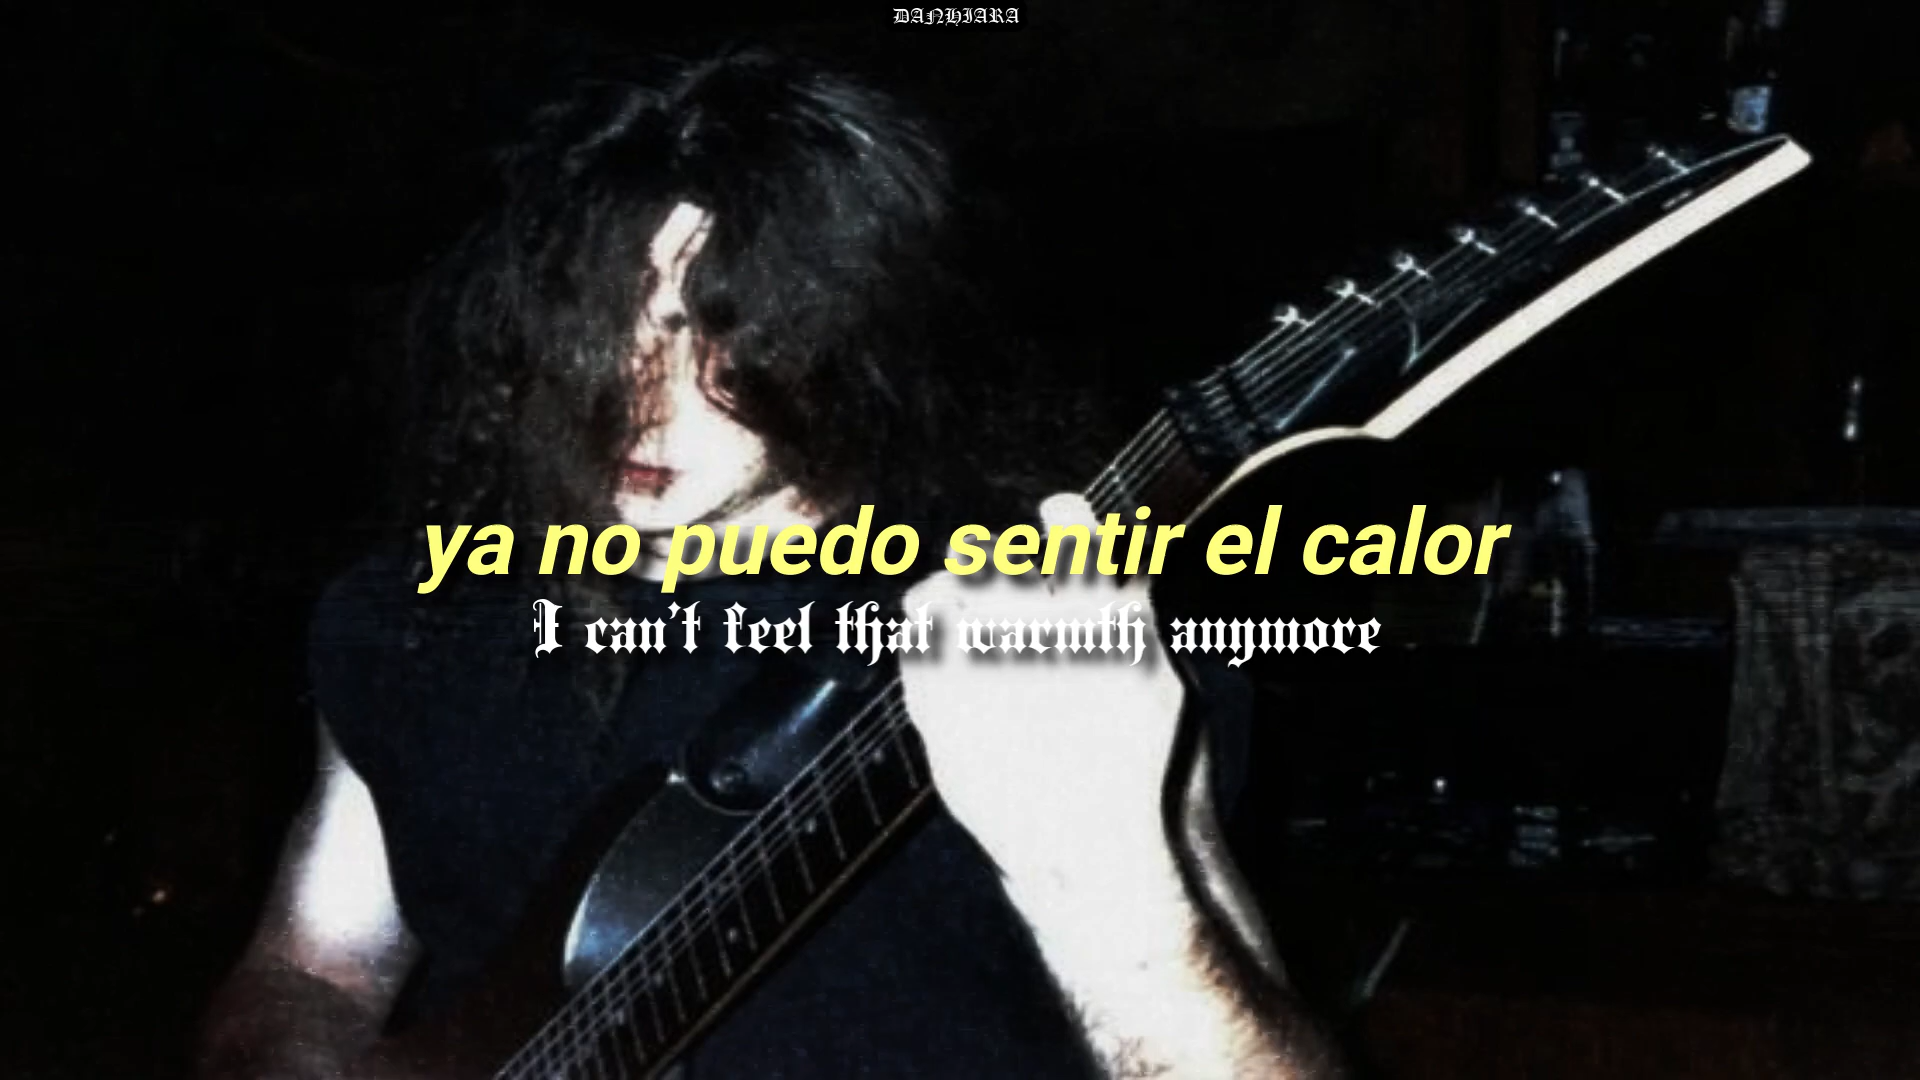 DANHIARA
ya no puedo sentir el calor
I can't feel that warmth anymore